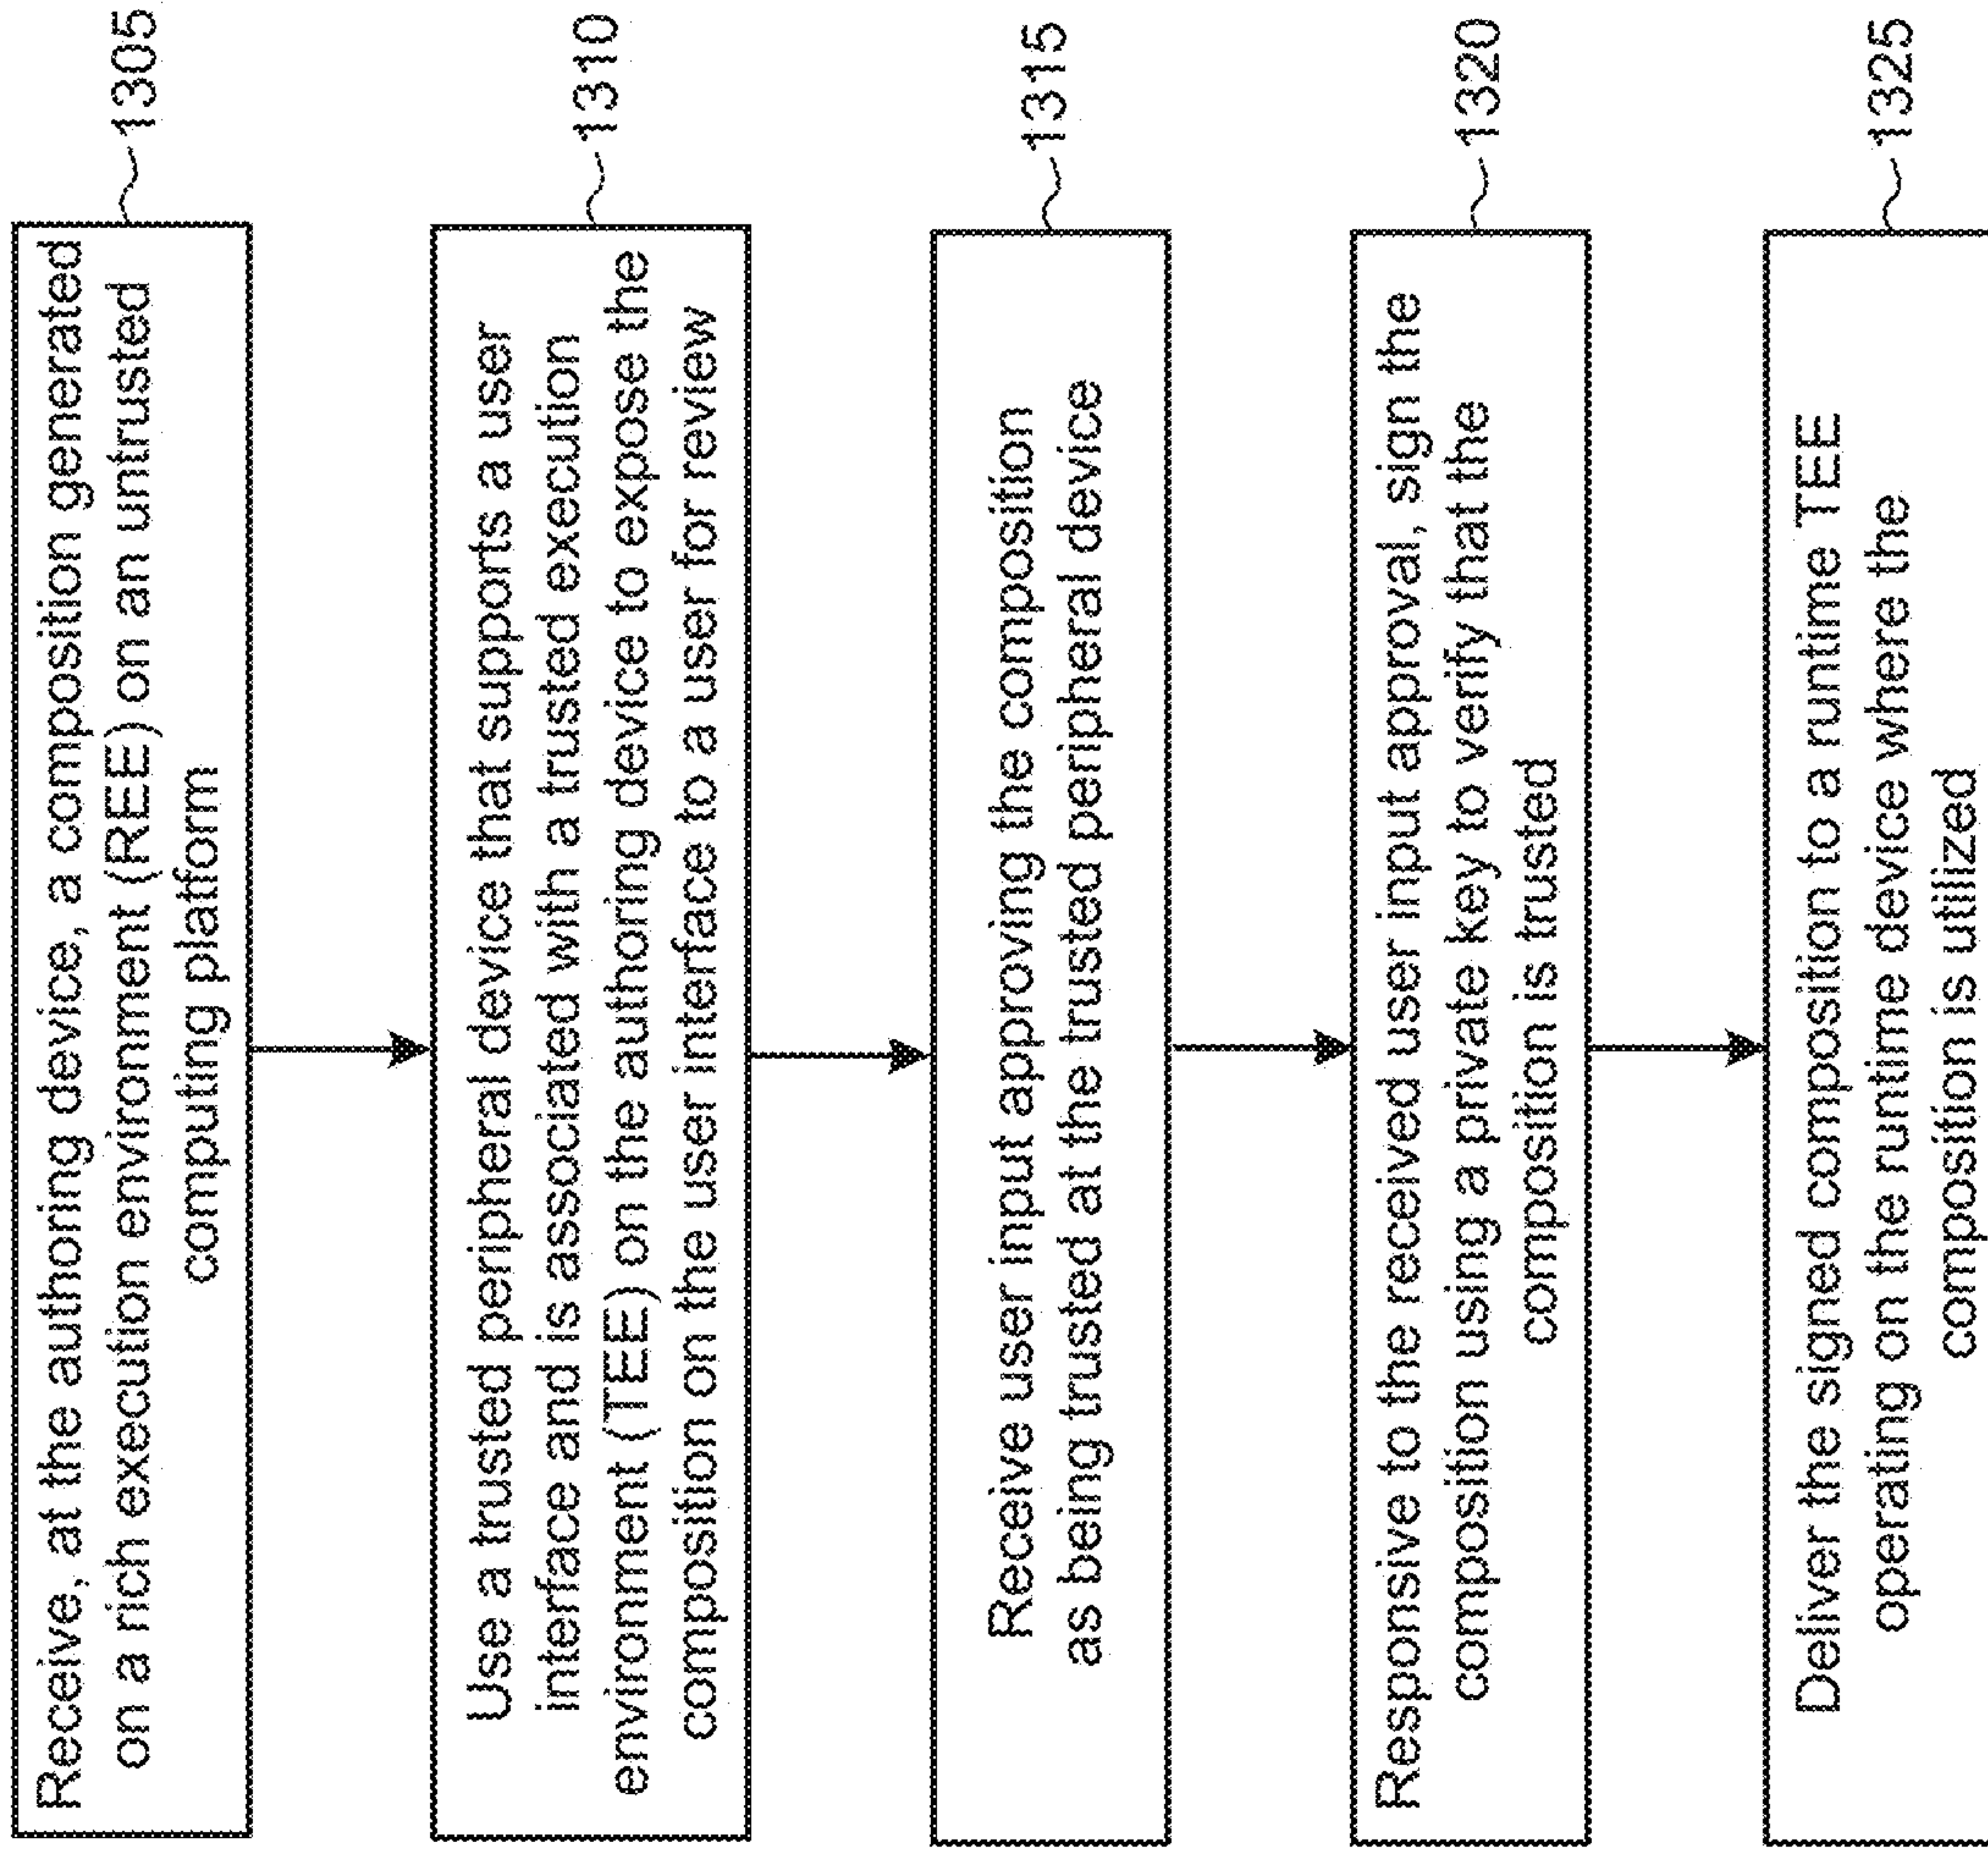 Receive, at the authoring device, a composition generated
on a rich execution environment (REE) on an untrusted
computing platform
1305
Use a trusted peripheral device that supports a user
interface and is associated with a trusted execution
environment (TEE) on the authoring device to expose the
composition on the user interface to a user for review
1310
Receive user input approving the composition
as being trusted at the trusted peripheral device
1315
Responsive to the received user input approval, sign the
composition using a private key to verify that the
composition is trusted
1320
Deliver the signed composition to a runtime TEE
operating on the runtime device where the
composition is utilized
1325